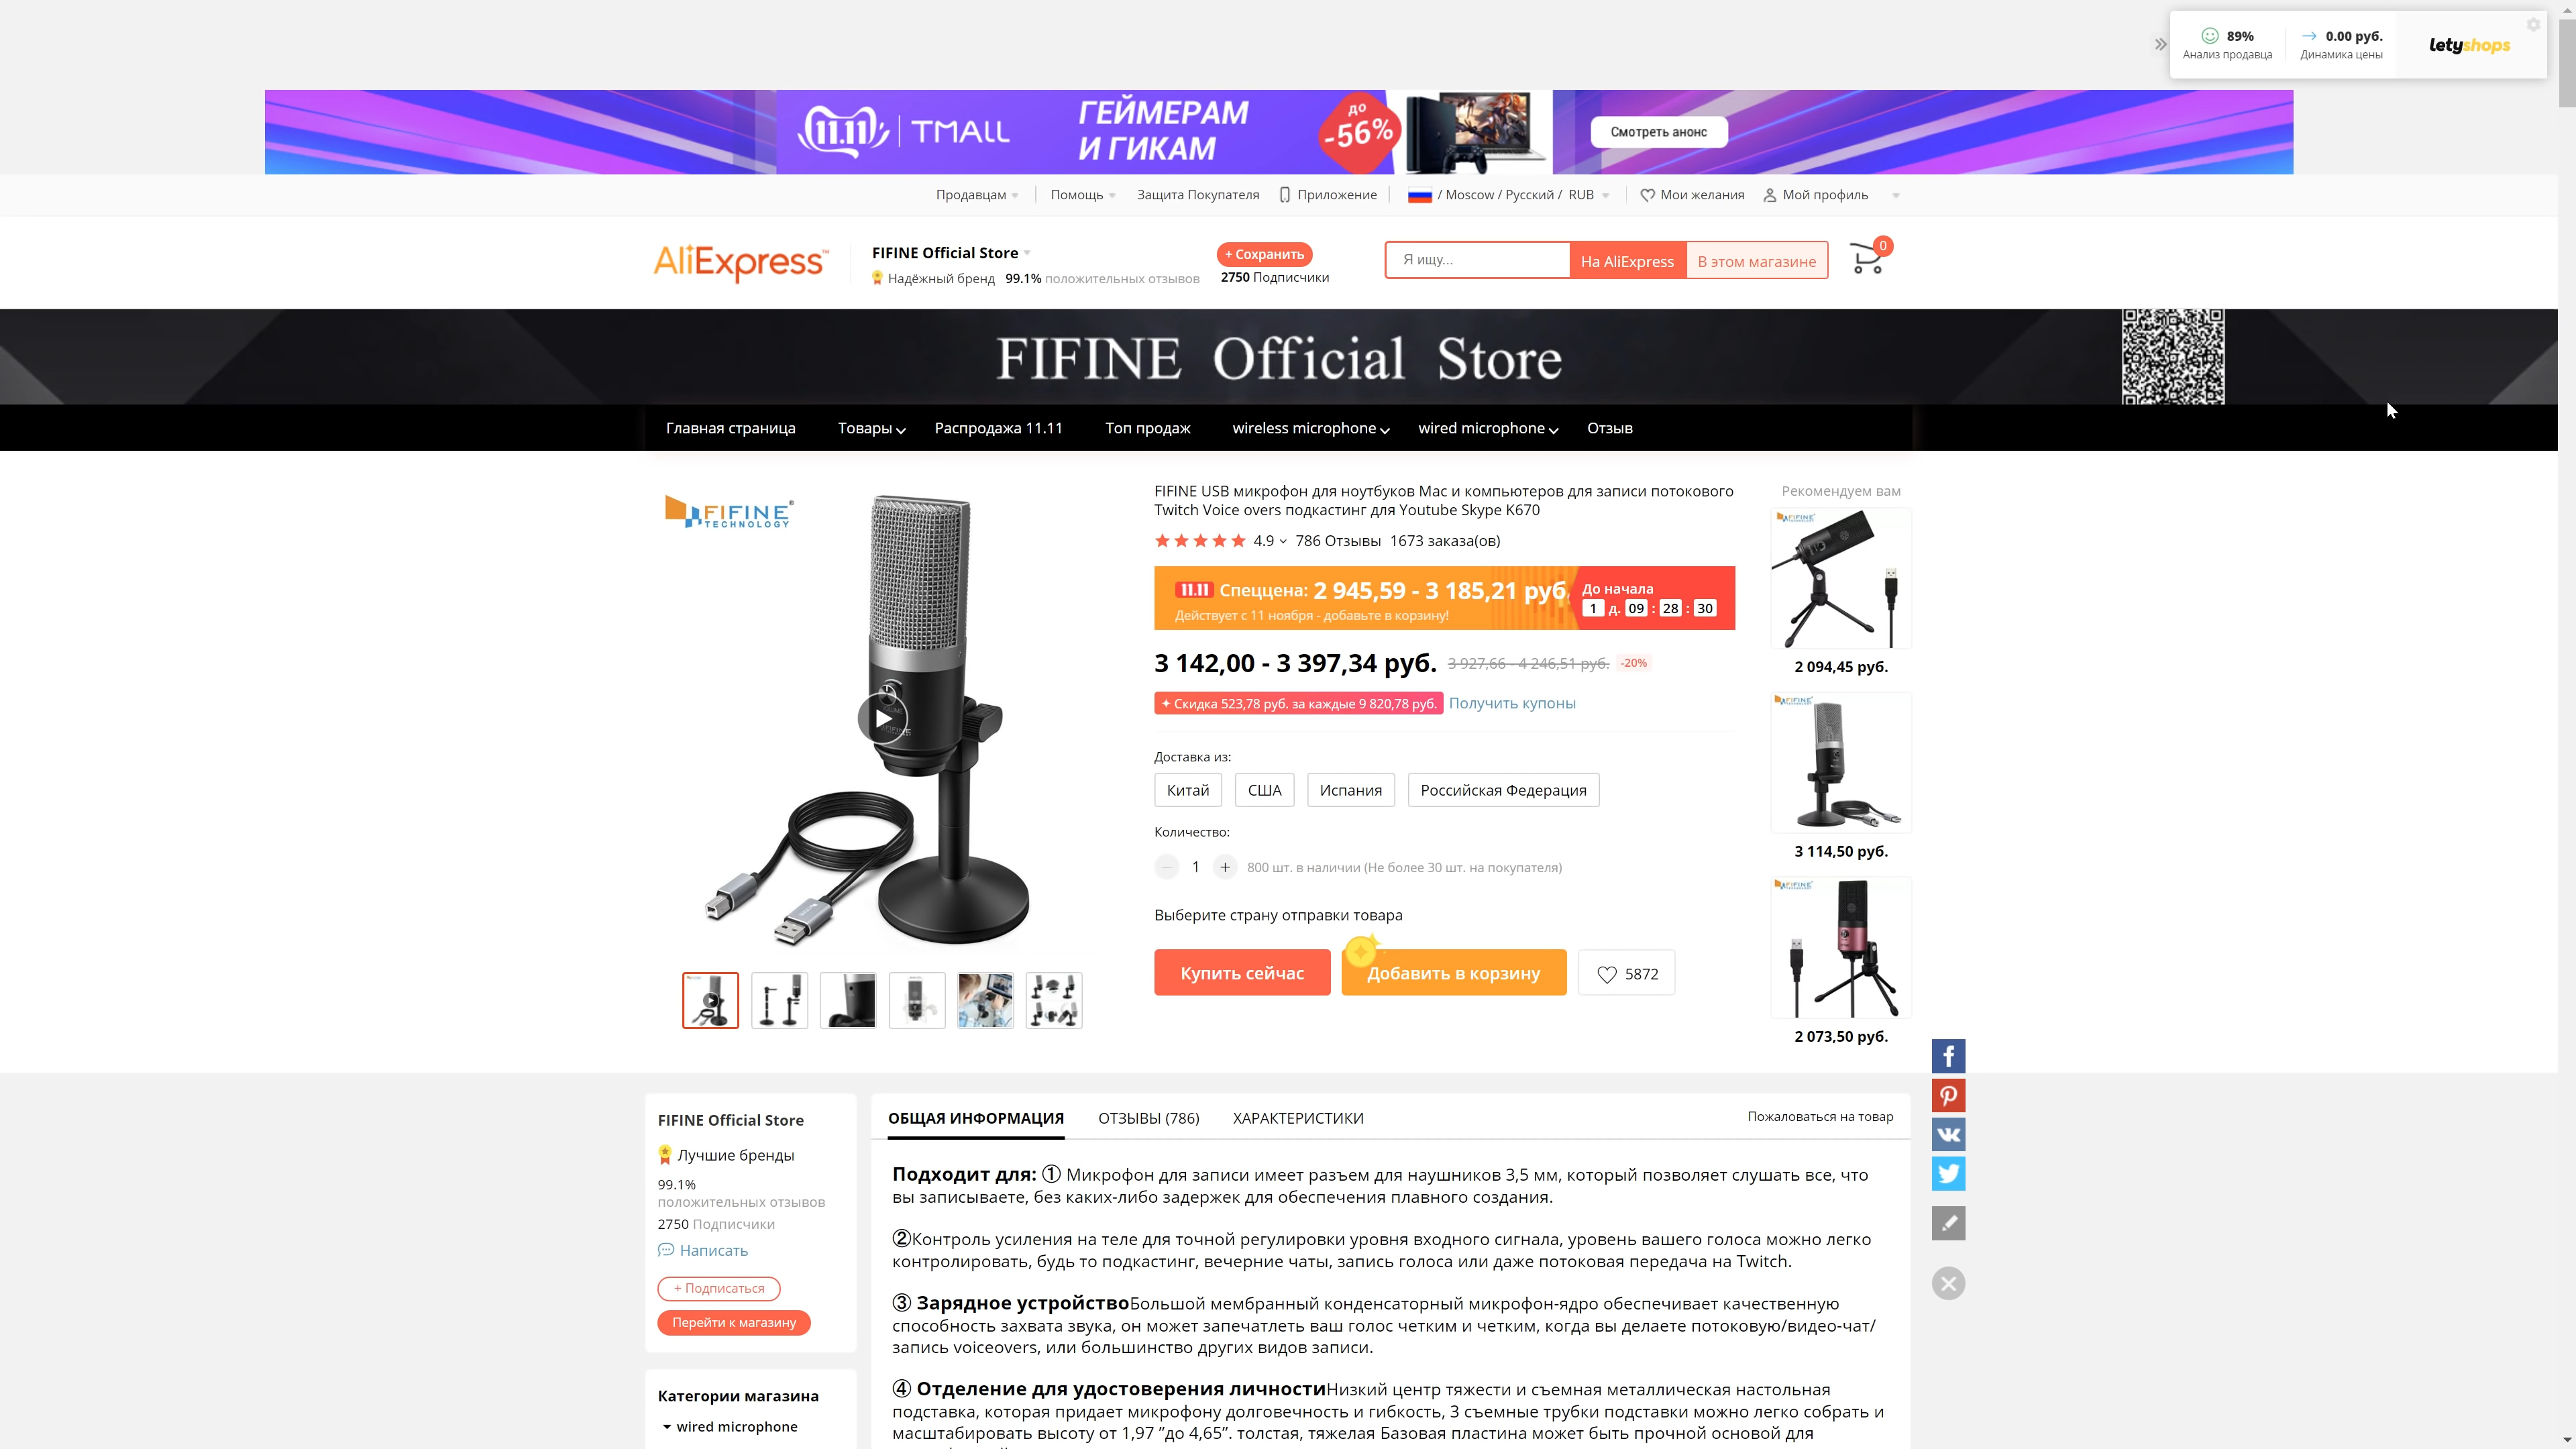 89%
Анализ продавца
0.00 руб.
Динамика цены
letyshops
11.11 TMALL
ГЕЙМЕРАМ
И ГИКАМ
до
-56%
Смотреть анонс
Продавцам
Помощь
Защита Покупателя
Приложение
/ Moscow / Русский / RUB
Мои желания
Мой профиль
AliExpress™
FIFINE Official Store
Надёжный бренд 99.1% положительных отзывов
+ Сохранить
2750 Подписчики
Я ищу...
На AliExpress
В этом магазине
0
FIFINE Official Store
Главная страница
Товары
Распродажа 11.11
Топ продаж
wireless microphone
wired microphone
Отзыв
FIFINE®
TECHNOLOGY
FIFINE USB микрофон для ноутбуков Mac и компьютеров для записи потокового
Twitch Voice overs подкастинг для Youtube Skype K670
4.9 786 Отзывы 1673 заказа(ов)
11.11 Спеццена: 2 945,59 - 3 185,21 руб.
Действует с 11 ноября - добавьте в корзину!
До начала
1 д. 09 : 28 : 30
3 142,00 - 3 397,34 руб. 3 927,66 - 4 246,51 руб. -20%
Скидка 523,78 руб. за каждые 9 820,78 руб. Получить купоны
Доставка из:
Китай
США
Испания
Российская Федерация
Количество:
− 1 + 800 шт. в наличии (Не более 30 шт. на покупателя)
Выберите страну отправки товара
Купить сейчас
Добавить в корзину
5872
Рекомендуем вам
2 094,45 руб.
3 114,50 руб.
2 073,50 руб.
FIFINE Official Store
Лучшие бренды
99.1%
положительных отзывов
2750 Подписчики
Написать
+ Подписаться
Перейти к магазину
Категории магазина
wired microphone
ОБЩАЯ ИНФОРМАЦИЯ
ОТЗЫВЫ (786)
ХАРАКТЕРИСТИКИ
Пожаловаться на товар
Подходит для: ① Микрофон для записи имеет разъем для наушников 3,5 мм, который позволяет слушать все, что
вы записываете, без каких-либо задержек для обеспечения плавного создания.
②Контроль усиления на теле для точной регулировки уровня входного сигнала, уровень вашего голоса можно легко
контролировать, будь то подкастинг, вечерние чаты, запись голоса или даже потоковая передача на Twitch.
③ Зарядное устройствоБольшой мембранный конденсаторный микрофон-ядро обеспечивает качественную
способность захвата звука, он может запечатлеть ваш голос четким и четким, когда вы делаете потоковую/видео-чат/
запись voiceovers, или большинство других видов записи.
④ Отделение для удостоверения личностиНизкий центр тяжести и съемная металлическая настольная
подставка, которая придает микрофону долговечность и гибкость, 3 съемные трубки подставки можно легко собрать и
масштабировать высоту от 1,97 ”до 4,65”. толстая, тяжелая Базовая пластина может быть прочной основой для